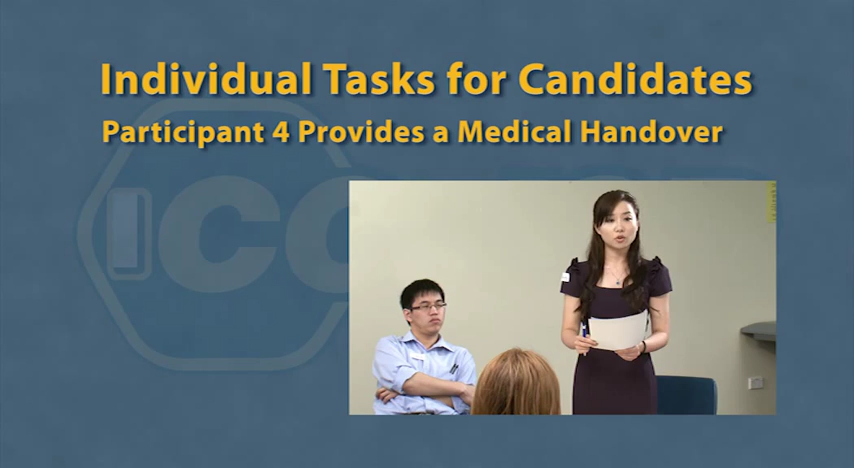 Individual Tasks for Candidates
Participant 4 Provides a Medical Handover